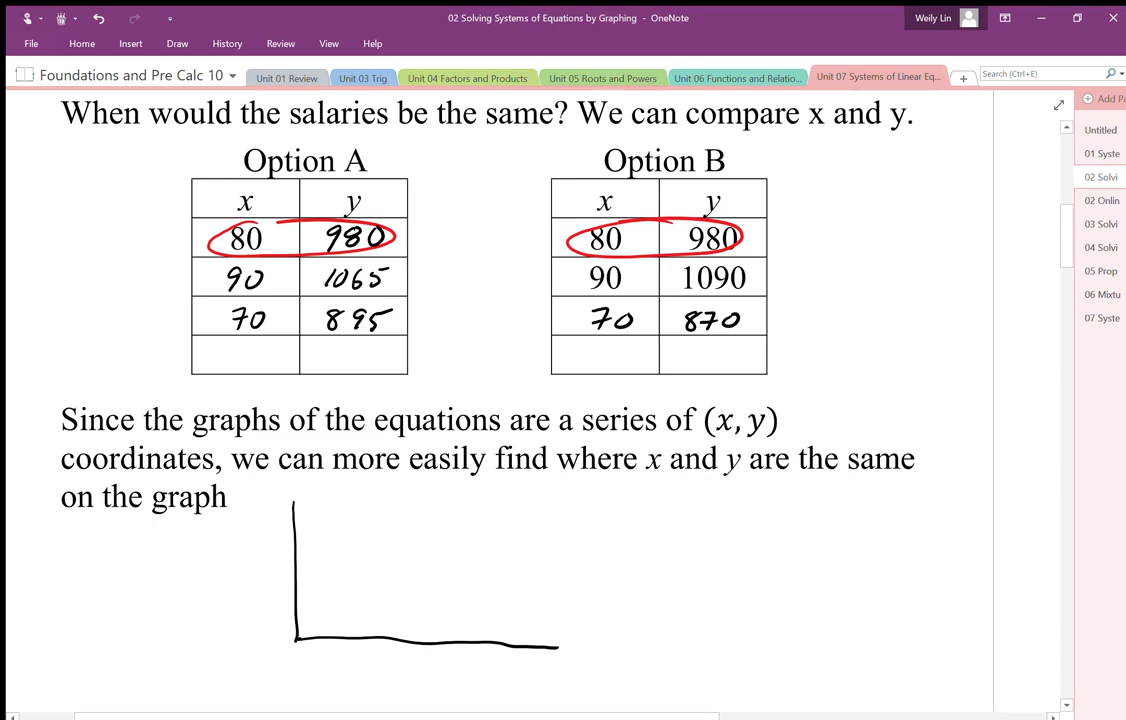 02 Solving Systems of Equations by Graphing - OneNote
Weily Lin
File Home Insert Draw History Review View Help
Foundations and Pre Calc 10
Unit 01 Review
Unit 03 Trig
Unit 04 Factors and Products
Unit 05 Roots and Powers
Unit 06 Functions and Relatio...
Unit 07 Systems of Linear Eq...
Search (Ctrl+E)
Add Pa
Untitled
01 Syste
02 Solvi
02 Onlin
03 Solvi
04 Solvi
05 Prop
06 Mixtu
07 Syste
When would the salaries be the same? We can compare x and y.
Option A
x y
80 980
90 1065
70 895
Option B
x y
80 980
90 1090
70 870
Since the graphs of the equations are a series of (x, y)
coordinates, we can more easily find where x and y are the same
on the graph